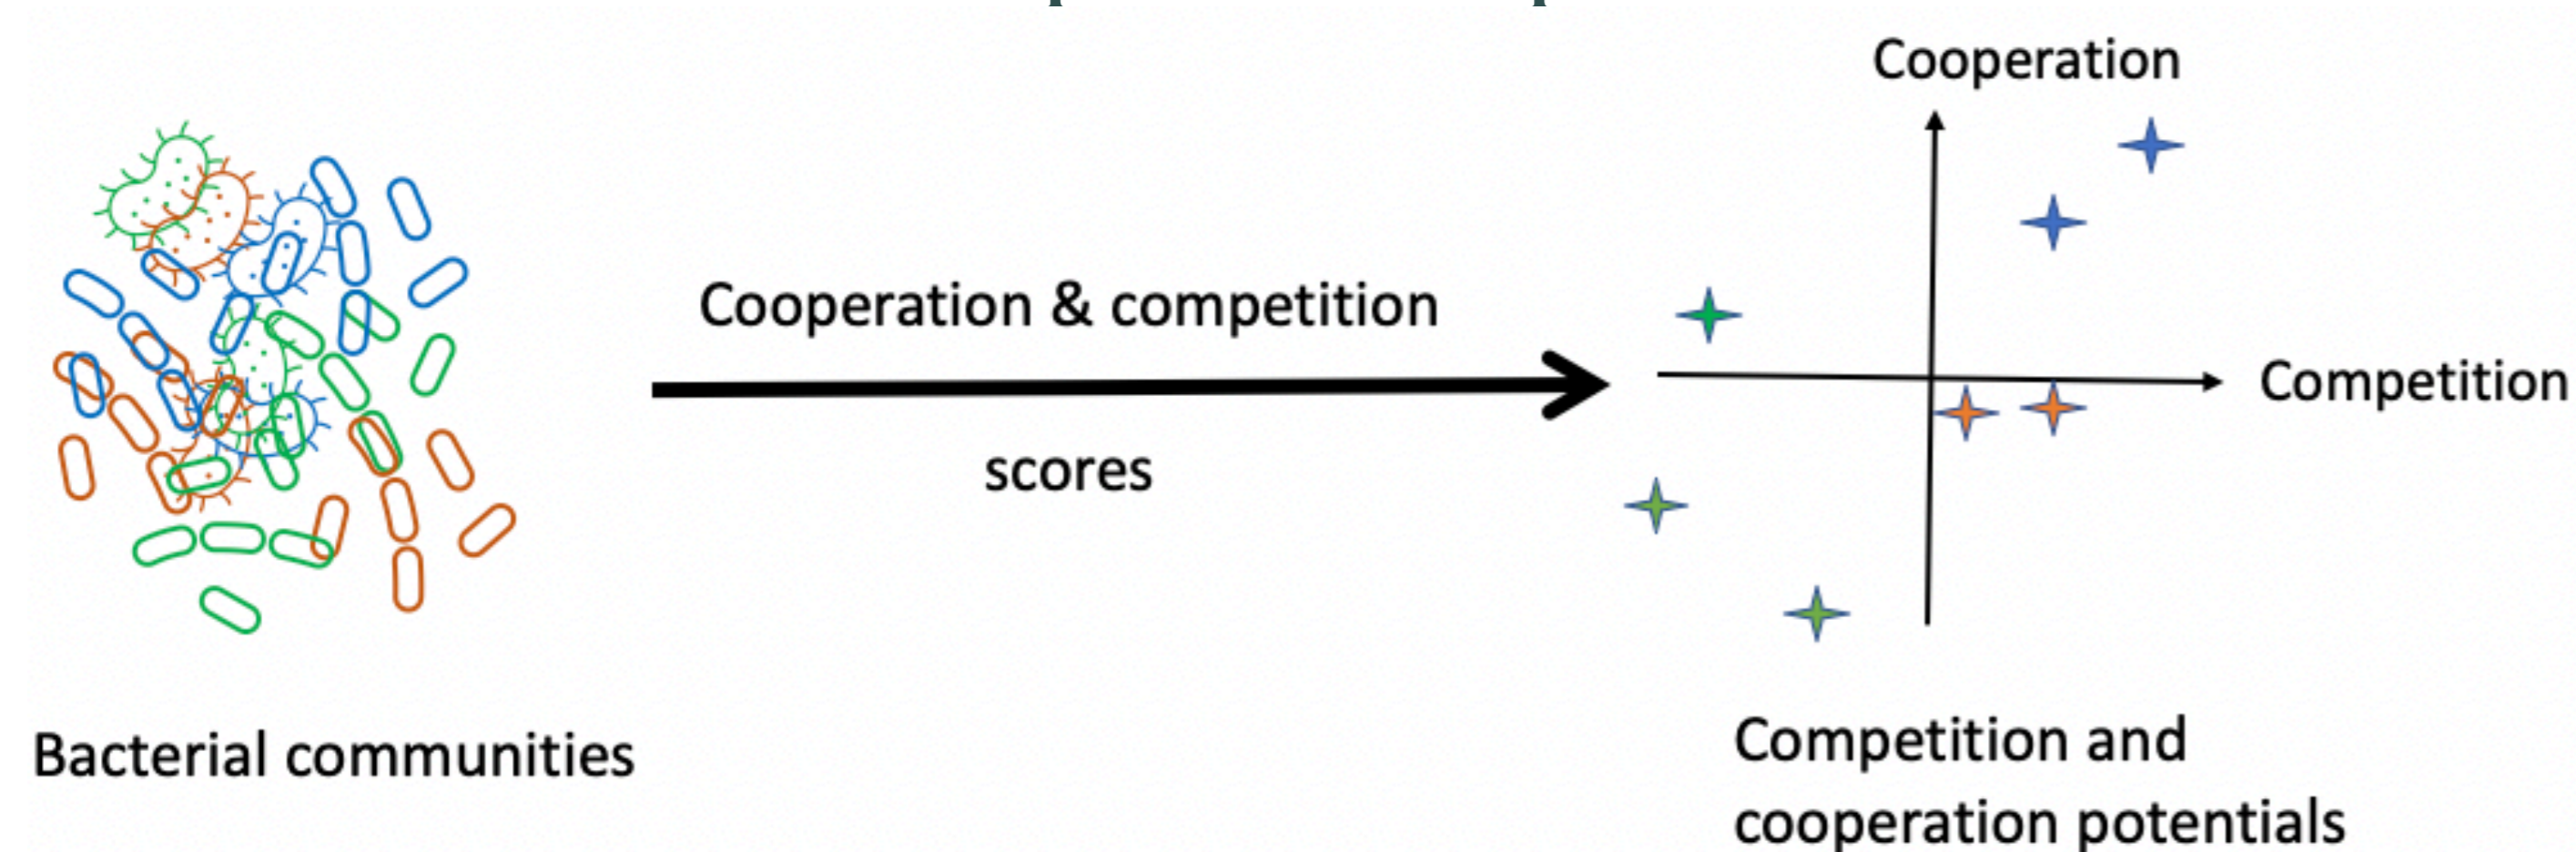 Cooperation
Cooperation & competition
Competition
scores
Bacterial communities
Competition and
cooperation potentials